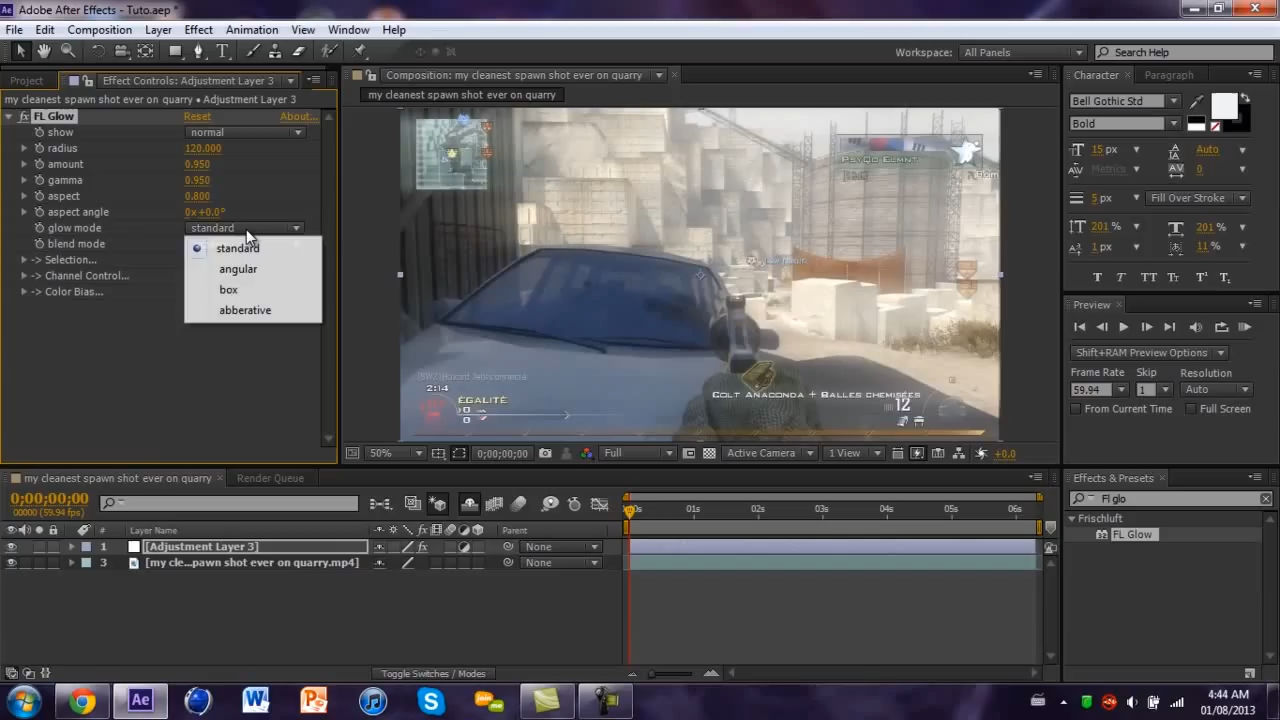 Adobe After Effects - Tuto.aep *
File Edit Composition Layer Effect Animation View Window Help
Workspace: All Panels Search Help
Project Effect Controls: Adjustment Layer 3
my cleanest spawn shot ever on quarry • Adjustment Layer 3
fx FL Glow Reset About...
show normal
radius 120.000
amount 0.950
gamma 0.950
aspect 0.800
aspect angle 0x+0.0°
glow mode standard
blend mode
standard
angular
box
abberative
-> Selection...
-> Channel Control...
-> Color Bias...
Composition: my cleanest spawn shot ever on quarry
my cleanest spawn shot ever on quarry
2:14
ÉGALITÉ
0
Colt Anaconda + Balles chemisées
12
50% 0;00;00;00 Full Active Camera 1 View +0.0
Character Paragraph
Bell Gothic Std
Bold
15 px Auto
Metrics 0
5 px Fill Over Stroke
201 % 201 %
1 px 11 %
T T TT Tr T¹ T₁
Preview
Shift+RAM Preview Options
Frame Rate Skip Resolution
59.94 1 Auto
From Current Time Full Screen
Effects & Presets
Fl glo
Frischluft
FL Glow
my cleanest spawn shot ever on quarry Render Queue
0;00;00;00
00000 (59.94 fps)
01s 02s 03s 04s 05s 06s
# Layer Name Parent
1 [Adjustment Layer 3] None
3 [my cle...pawn shot ever on quarry.mp4] None
Toggle Switches / Modes
4:44 AM
01/08/2013